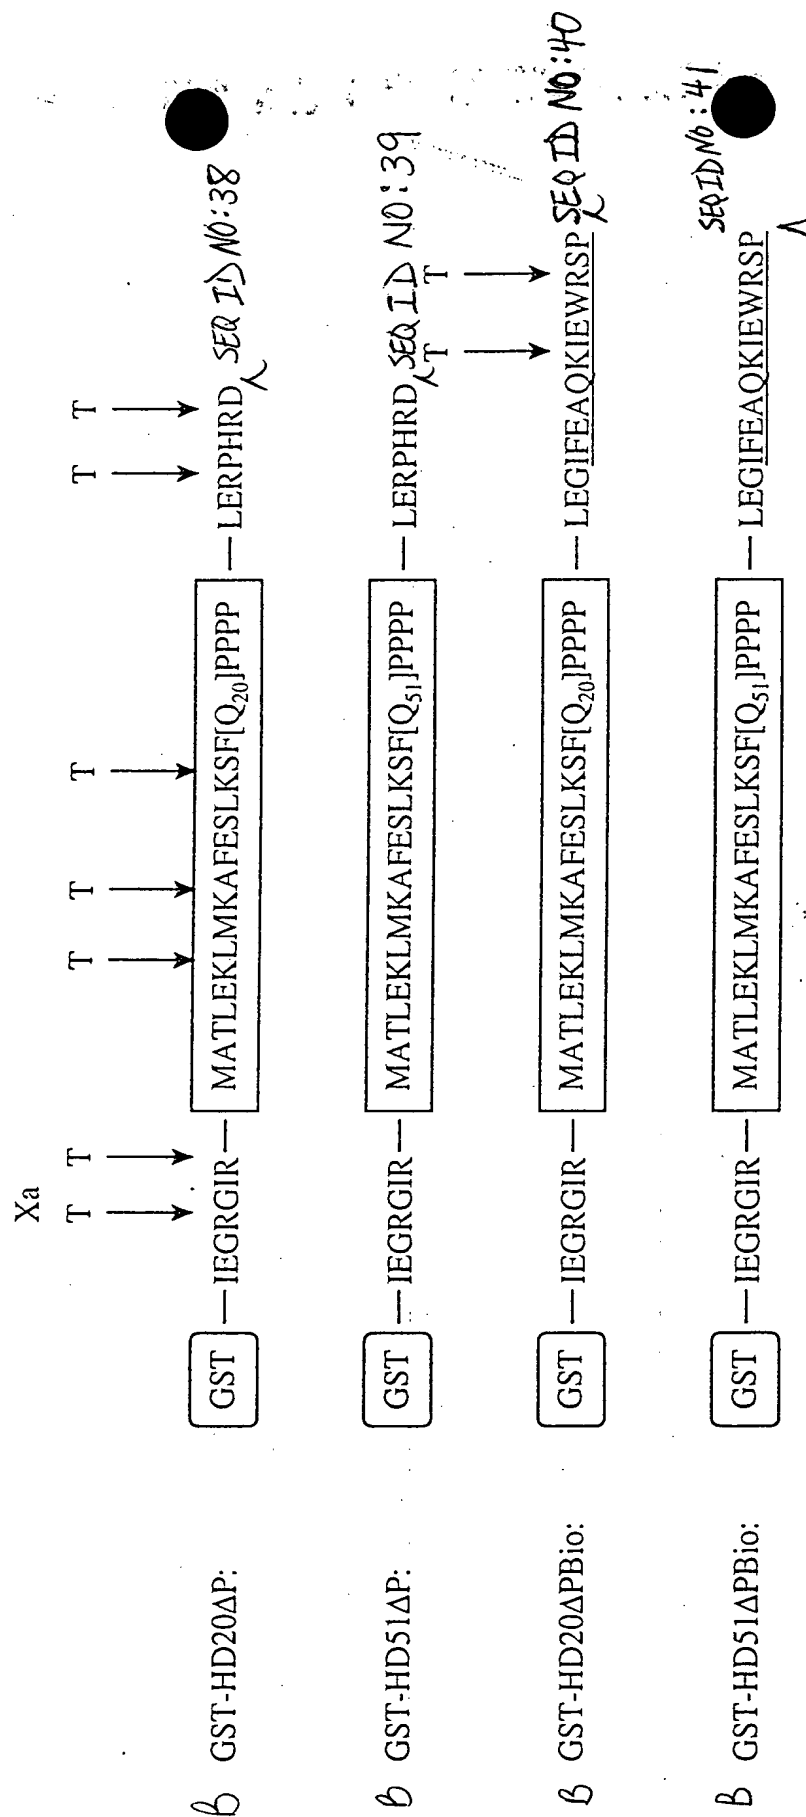 Xa
T T T T T T T
B GST-HD20ΔP: GST — IEGRGIR — MATLEKLMKAFESLKSF[Q20]PPPP — LERPHRD SEQ ID NO:38
B GST-HD51ΔP: GST — IEGRGIR — MATLEKLMKAFESLKSF[Q51]PPPP — LERPHRD SEQ ID NO:39
T T
B GST-HD20ΔPBio: GST — IEGRGIR — MATLEKLMKAFESLKSF[Q20]PPPP — LEGIFEAQKIEWRSP SEQ ID NO:40
B GST-HD51ΔPBio: GST — IEGRGIR — MATLEKLMKAFESLKSF[Q51]PPPP — LEGIFEAQKIEWRSP SEQ ID NO:41